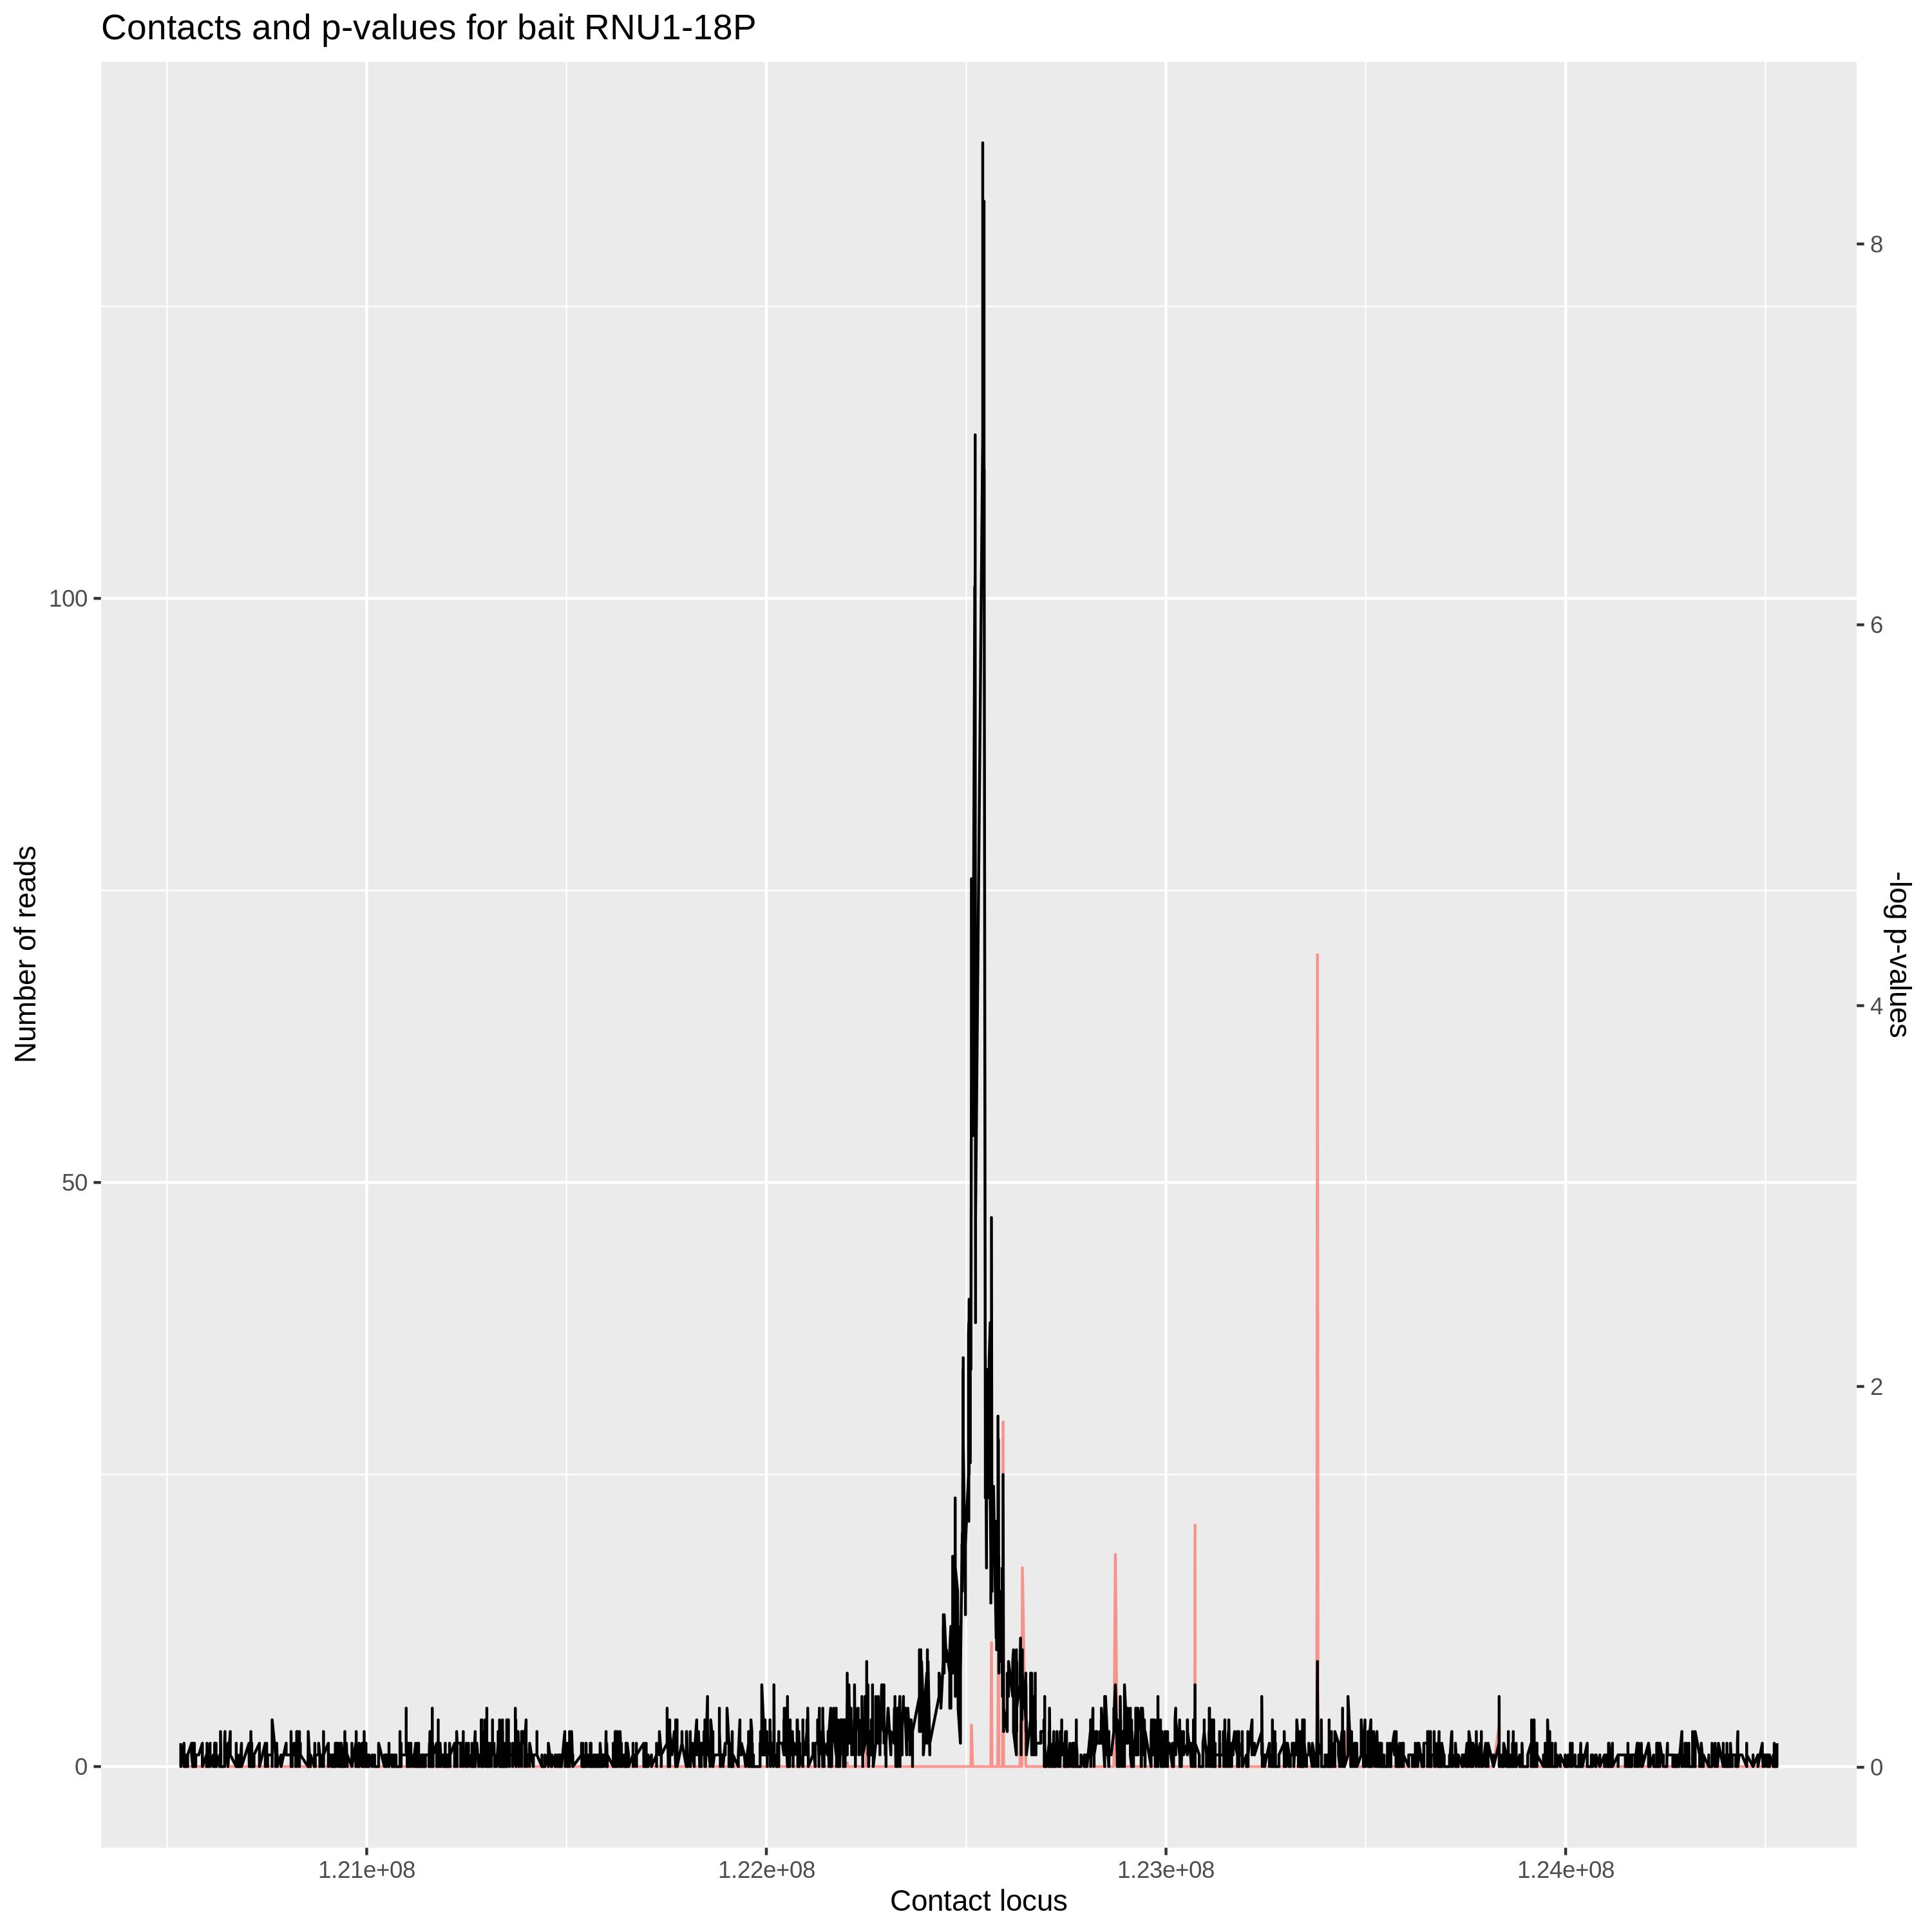 Contacts and p-values for bait RNU1-18P
Number of reads
100
50
0
8
6
4
2
0
-log p-values
1.21e+08 1.22e+08 1.23e+08 1.24e+08
Contact locus